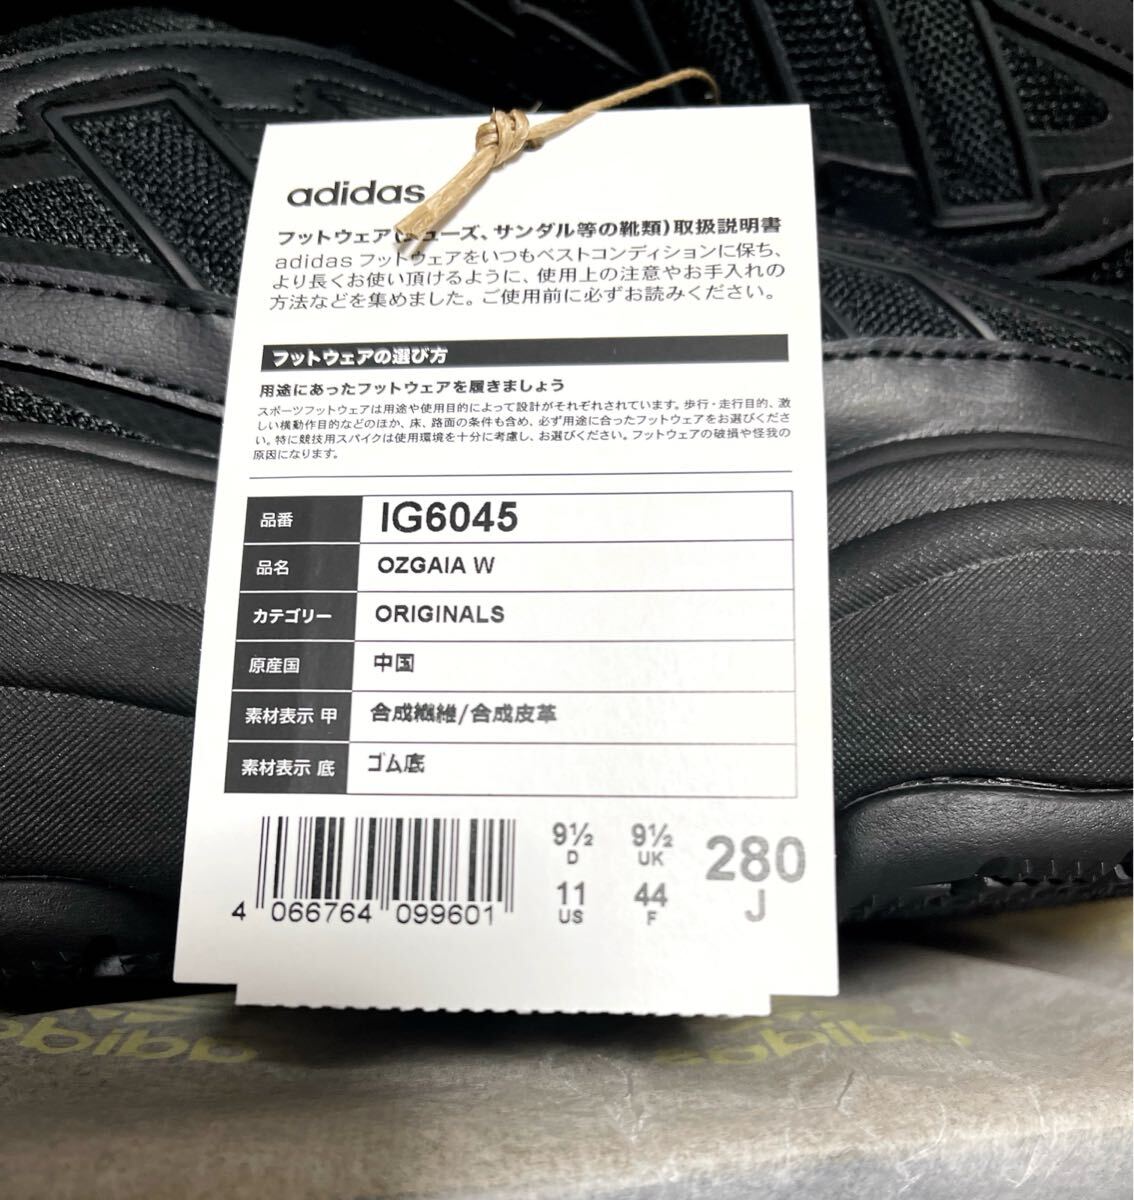 adidas
フットウェア(シューズ、サンダル等の靴類)取扱説明書
adidas フットウェアをいつもベストコンディションに保ち、
より長くお使い頂けるように、使用上の注意やお手入れの
方法などを集めました。ご使用前に必ずお読みください。
フットウェアの選び方
用途にあったフットウェアを履きましょう
スポーツフットウェアは用途や使用目的によって設計がそれぞれされています。歩行・走行目的、激
しい横動作目的などのほか、床、路面の条件も含め、必ず用途に合ったフットウェアをお選びくださ
い。特に競技用スパイクは使用環境を十分に考慮し、お選びください。フットウェアの破損や怪我の
原因になります。
品番 IG6045
品名 OZGAIA W
カテゴリー ORIGINALS
原産国 中国
素材表示 甲 合成繊維/合成皮革
素材表示 底 ゴム底
9½ D 9½ UK 280 J
11 US 44 F
4 066764 099601
adidas
adidas